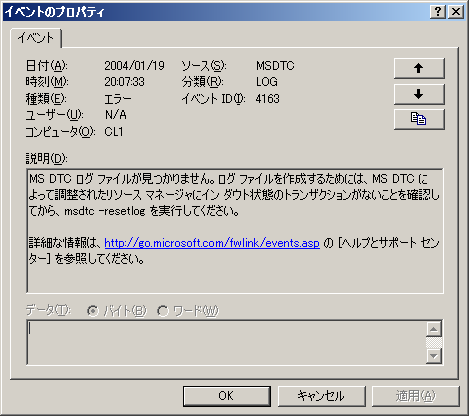 イベントのプロパティ
イベント
日付(A): 2004/01/19 ソース(S): MSDTC
時刻(M): 20:07:33 分類(R): LOG
種類(E): エラー イベント ID(I): 4163
ユーザー(U): N/A
コンピュータ(O): CL1
説明(D):
MS DTC ログ ファイルが見つかりません。ログ ファイルを作成するためには、MS DTC に
よって調整されたリソース マネージャにイン ダウト状態のトランザクションがないことを確認し
てから、msdtc -resetlog を実行してください。
詳細な情報は、http://go.microsoft.com/fwlink/events.asp の [ヘルプとサポート セン
ター] を参照してください。
データ(T): バイト(B) ワード(W)
OK キャンセル 適用(A)